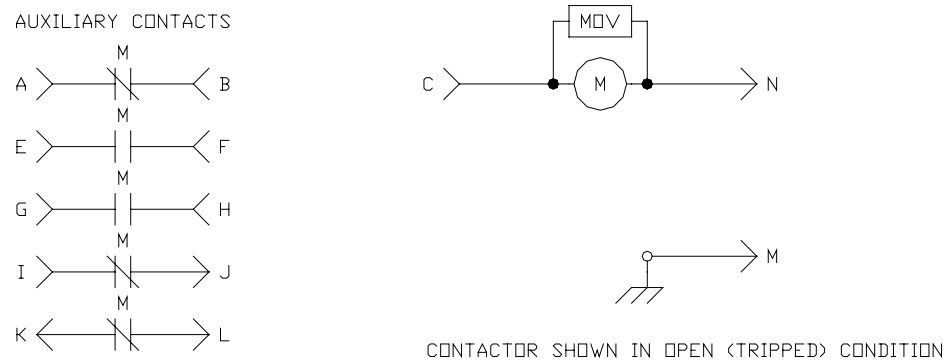 AUXILIARY CONTACTS
M
A B
M
E F
M
G H
M
I J
M
K L
MOV
C M N
M
CONTACTOR SHOWN IN OPEN (TRIPPED) CONDITION